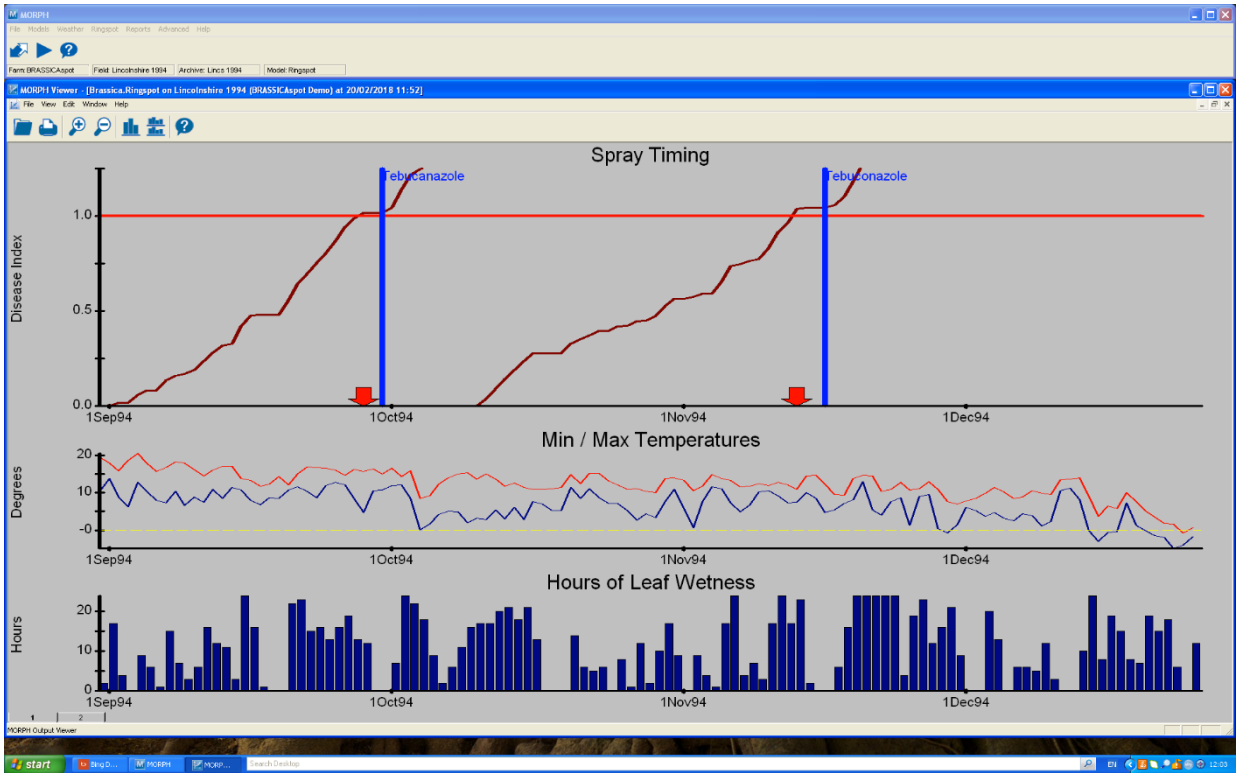 MORPH
File Models Weather Ringspot Reports Advanced Help
Farm: BRASSICAspot Field: Lincolnshire 1994 Archive: Lincs 1994 Model: Ringspot
MORPH Viewer - [Brassica.Ringspot on Lincolnshire 1994 (BRASSICAspot Demo) at 20/02/2018 11:52]
File View Edit Window Help
Spray Timing
Tebucanazole Tebuconazole
Disease Index
1.0
0.5
0.0
1Sep94 1Oct94 1Nov94 1Dec94
Min / Max Temperatures
Degrees
20
10
-0
1Sep94 1Oct94 1Nov94 1Dec94
Hours of Leaf Wetness
Hours
20
10
0
1Sep94 1Oct94 1Nov94 1Dec94
1 2
MORPH Output Viewer
start Bing D... MORPH MORP... Search Desktop EN 12:03